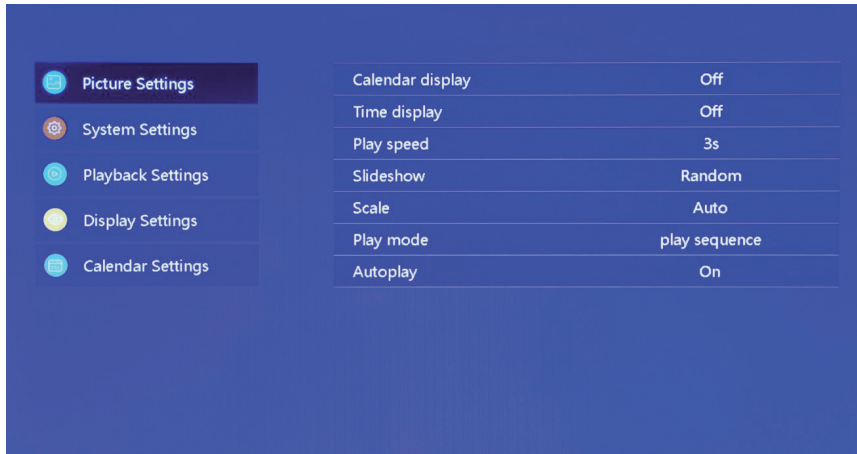 Picture Settings
System Settings
Playback Settings
Display Settings
Calendar Settings
Calendar display Off
Time display Off
Play speed 3s
Slideshow Random
Scale Auto
Play mode play sequence
Autoplay On